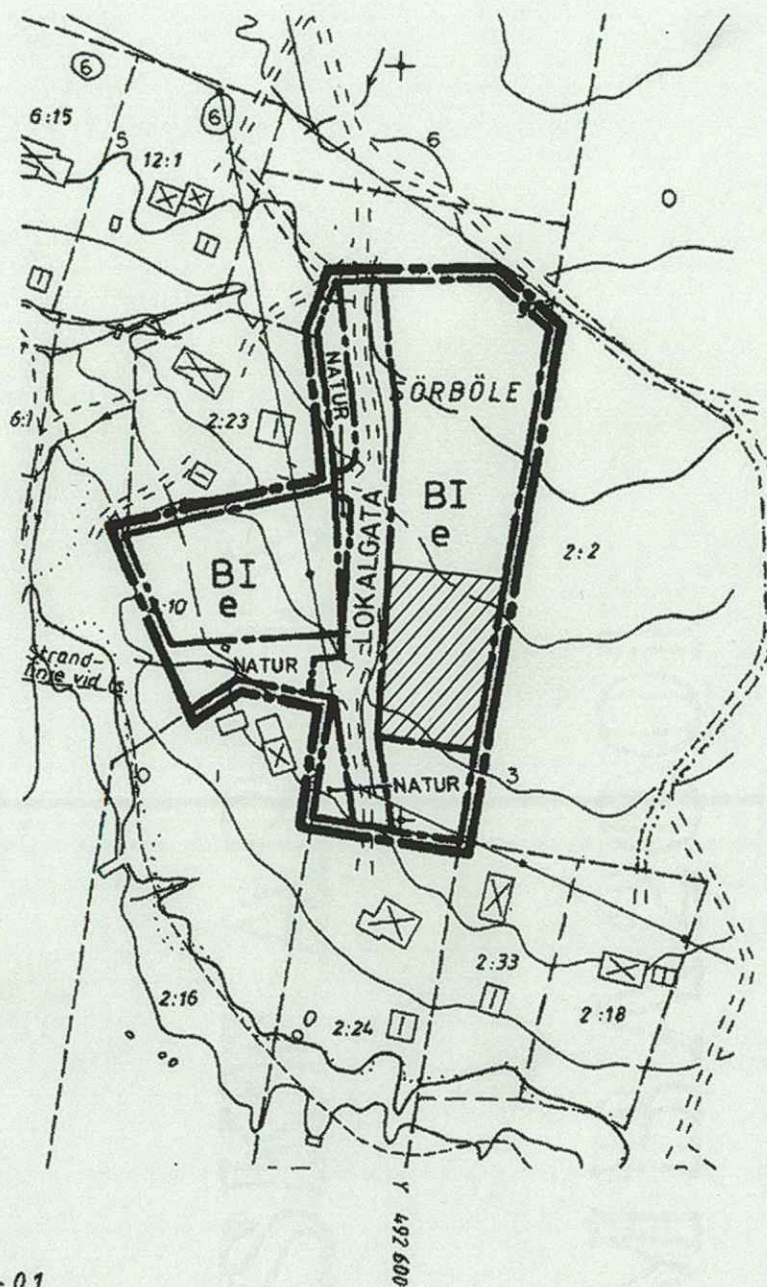 6
6:15
6
5
12:1
6
NATUR
SÖRBÖLE
6:1
2:23
BI
e
LOKALGATA
2:2
BI
e
:10
NATUR
Strand-
linje vid
NATUR
3
2:33
2:16
2:24
2:18
Y 492 600
0.1